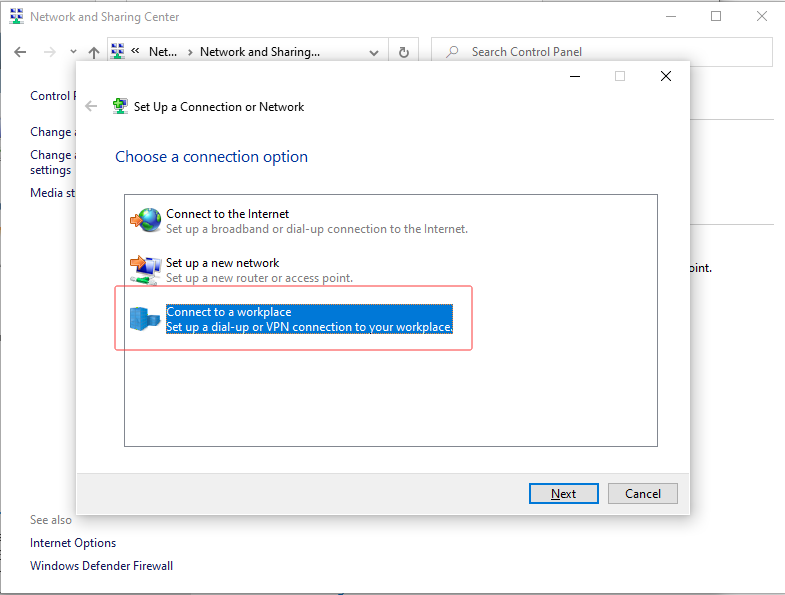 Network and Sharing Center
« Net... > Network and Sharing...
Search Control Panel
Control
Change
Change
settings
Media st
Set Up a Connection or Network
Choose a connection option
Connect to the Internet
Set up a broadband or dial-up connection to the Internet.
Set up a new network
Set up a new router or access point.
oint.
Connect to a workplace
Set up a dial-up or VPN connection to your workplace.
Next
Cancel
See also
Internet Options
Windows Defender Firewall